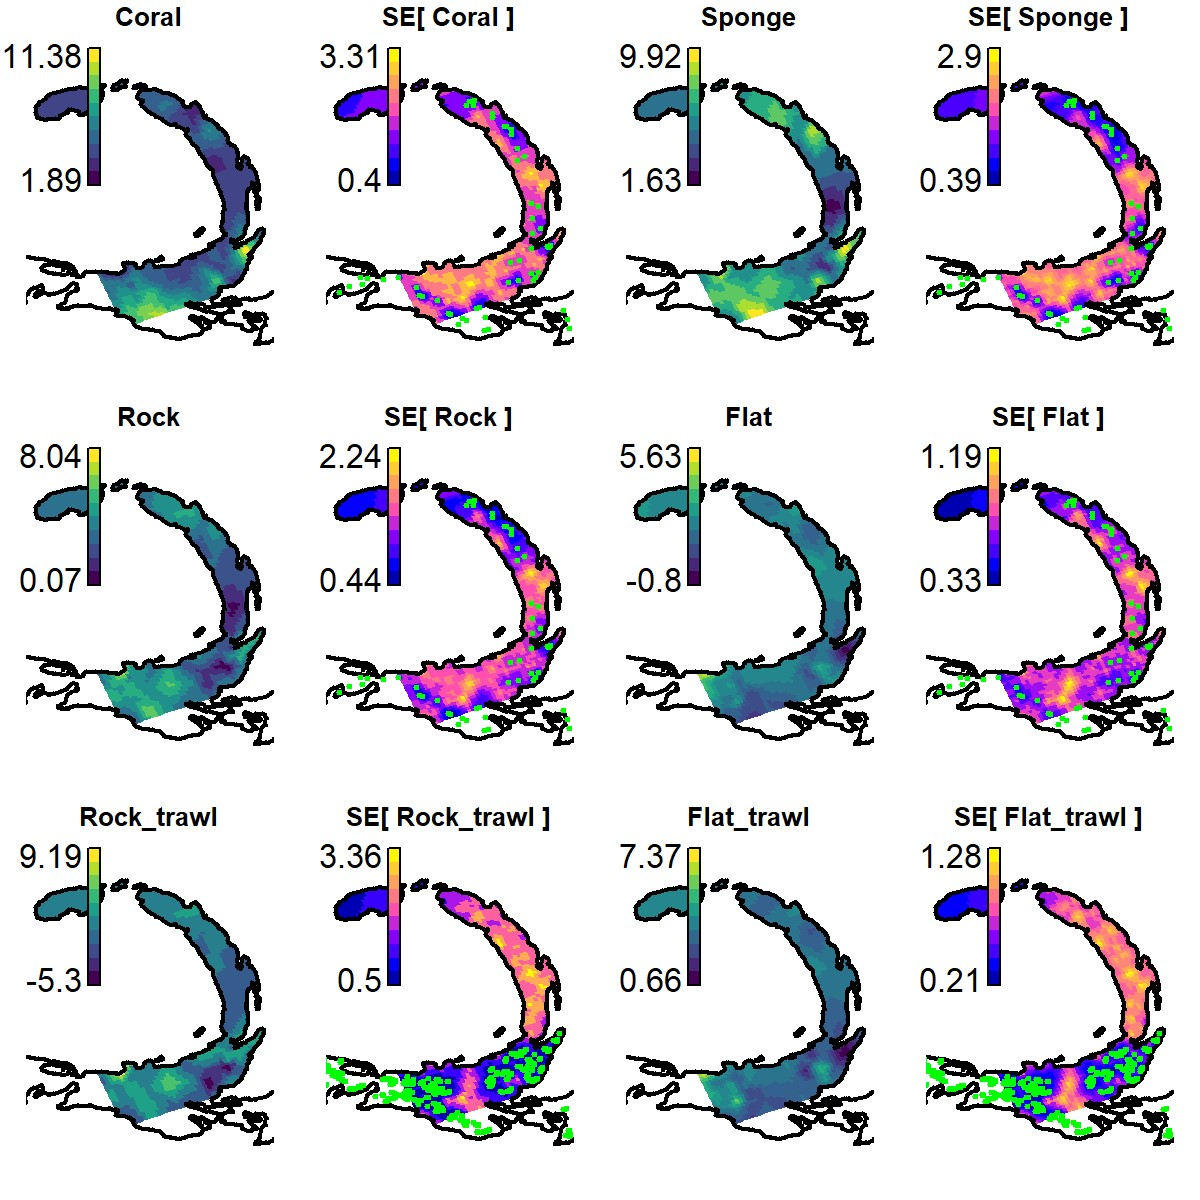 Coral
SE[ Coral ]
Sponge
SE[ Sponge ]
11.38
3.31
9.92
2.9
1.89
0.4
1.63
0.39
Rock
SE[ Rock ]
Flat
SE[ Flat ]
8.04
2.24
5.63
1.19
0.07
0.44
-0.8
0.33
Rock_trawl
SE[ Rock_trawl ]
Flat_trawl
SE[ Flat_trawl ]
9.19
3.36
7.37
1.28
-5.3
0.5
0.66
0.21